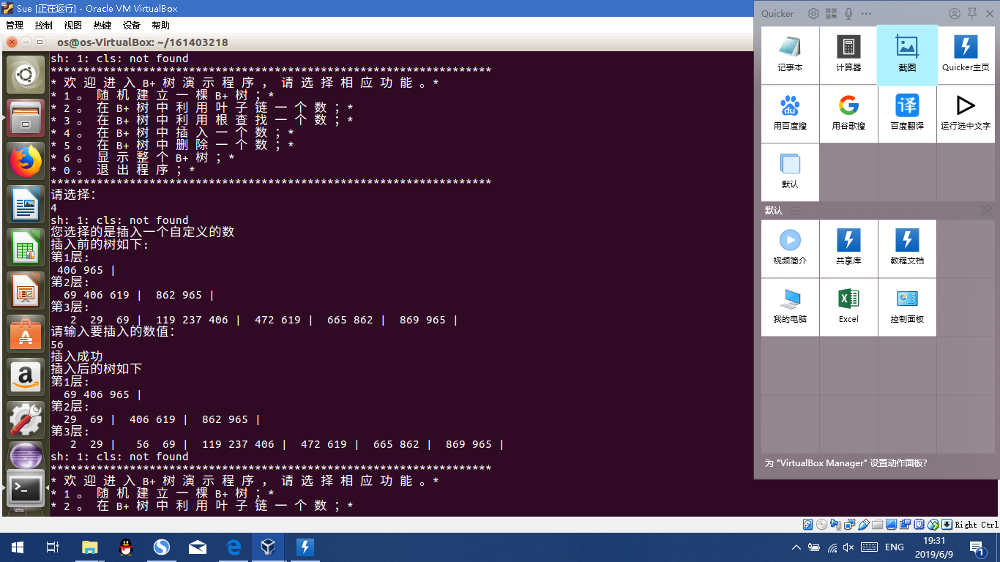 Sue [正在运行] - Oracle VM VirtualBox
管理 控制 视图 热键 设备 帮助
os@os-VirtualBox: ~/161403218
sh: 1: cls: not found
*******************************************************************
* 欢 迎 进 入 B+ 树 演 示 程 序 ， 请 选 择 相 应 功 能 。*
* 1 。 随 机 建 立 一 棵 B+ 树 ；*
* 2 。 在 B+ 树 中 利 用 叶 子 链 一 个 数 ；*
* 3 。 在 B+ 树 中 利 用 根 查 找 一 个 数 ；*
* 4 。 在 B+ 树 中 插 入 一 个 数 ；*
* 5 。 在 B+ 树 中 删 除 一 个 数 ；*
* 6 。 显 示 整 个 B+ 树 ；*
* 0 。 退 出 程 序 ；*
*******************************************************************
请选择：
4
sh: 1: cls: not found
您选择的是插入一个自定义的数
插入前的树如下：
第1层：
406 965 |
第2层：
69 406 619 | 862 965 |
第3层：
2 29 69 | 119 237 406 | 472 619 | 665 862 | 869 965 |
请输入要插入的数值：
56
插入成功
插入后的树如下
第1层：
69 406 965 |
第2层：
29 69 | 406 619 | 862 965 |
第3层：
2 29 | 56 69 | 119 237 406 | 472 619 | 665 862 | 869 965 |
sh: 1: cls: not found
*******************************************************************
* 欢 迎 进 入 B+ 树 演 示 程 序 ， 请 选 择 相 应 功 能 。*
* 1 。 随 机 建 立 一 棵 B+ 树 ；*
* 2 。 在 B+ 树 中 利 用 叶 子 链 一 个 数 ；*
Quicker
记事本 计算器 截图 Quicker主页
用百度搜 用谷歌搜 百度翻译 运行选中文字
默认
默认
视频简介 共享库 教程文档
我的电脑 Excel 控制面板
为 "VirtualBox Manager" 设置动作面板?
Right Ctrl
ENG
19:31
2019/6/9
1